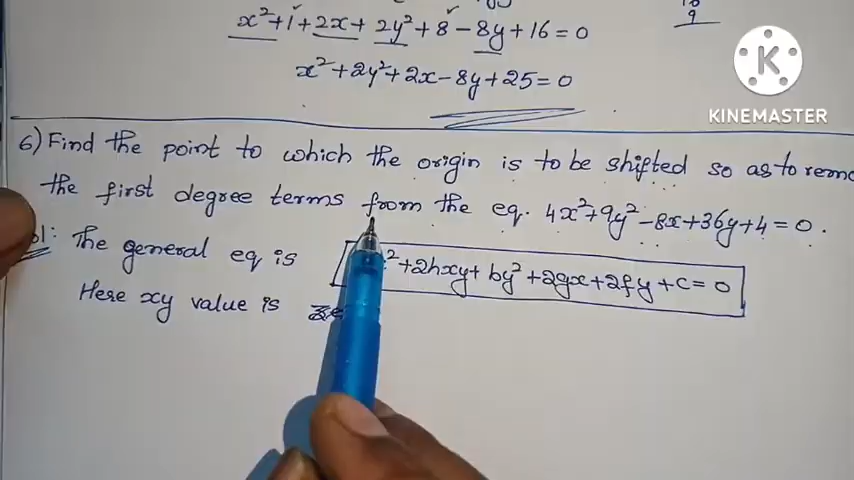 x²+1+2x+2y²+8-8y+16=0
9
x²+2y²+2x-8y+25=0
KINEMASTER
6) Find the point to which the origin is to be shifted so as to remo
the first degree terms from the eq. 4x²+9y²-8x+36y+4=0.
ol: The general eq is ²+2hxy+by²+2gx+2fy+c=0
Here xy value is